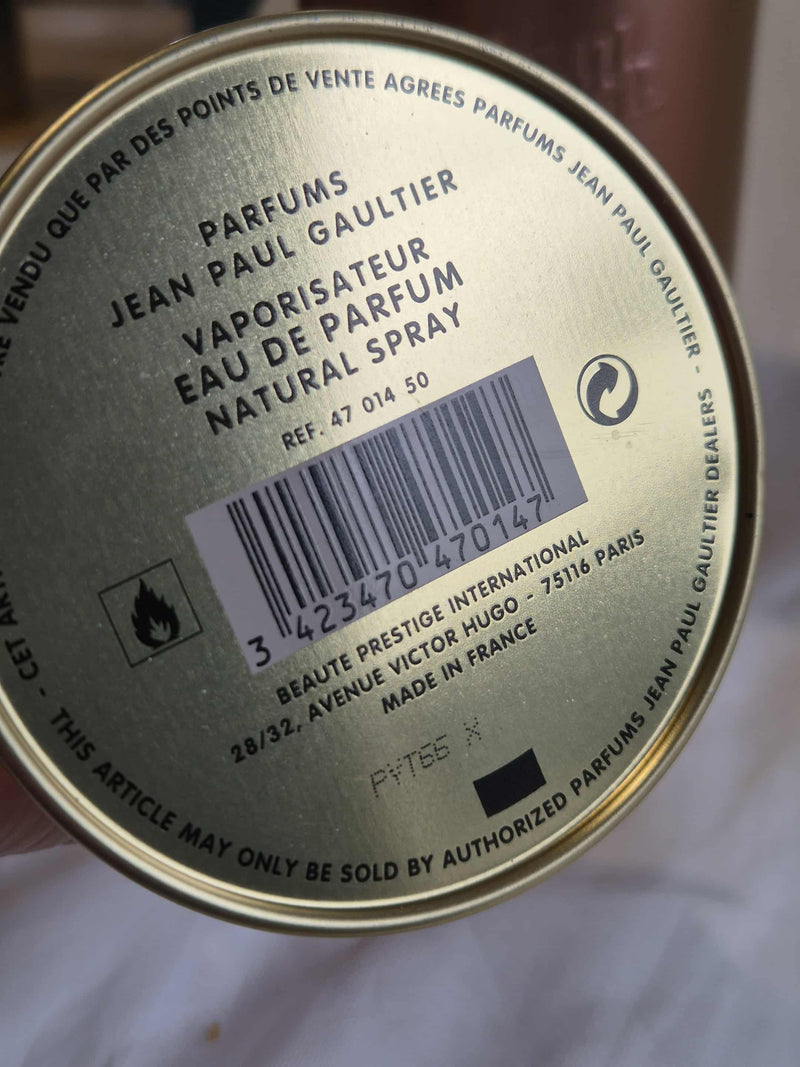 PARFUMS
JEAN PAUL GAULTIER
VAPORISATEUR
EAU DE PARFUM
NATURAL SPRAY
REF. 47 014 50
3 423470 470147
BEAUTE PRESTIGE INTERNATIONAL
28/32, AVENUE VICTOR HUGO - 75116 PARIS
MADE IN FRANCE
VENDU QUE PAR DES POINTS DE VENTE AGREES PARFUMS JEAN PAUL GAULTIER -
- CET
THIS ARTICLE MAY ONLY BE SOLD BY AUTHORIZED PARFUMS JEAN PAUL GAULTIER DEALERS